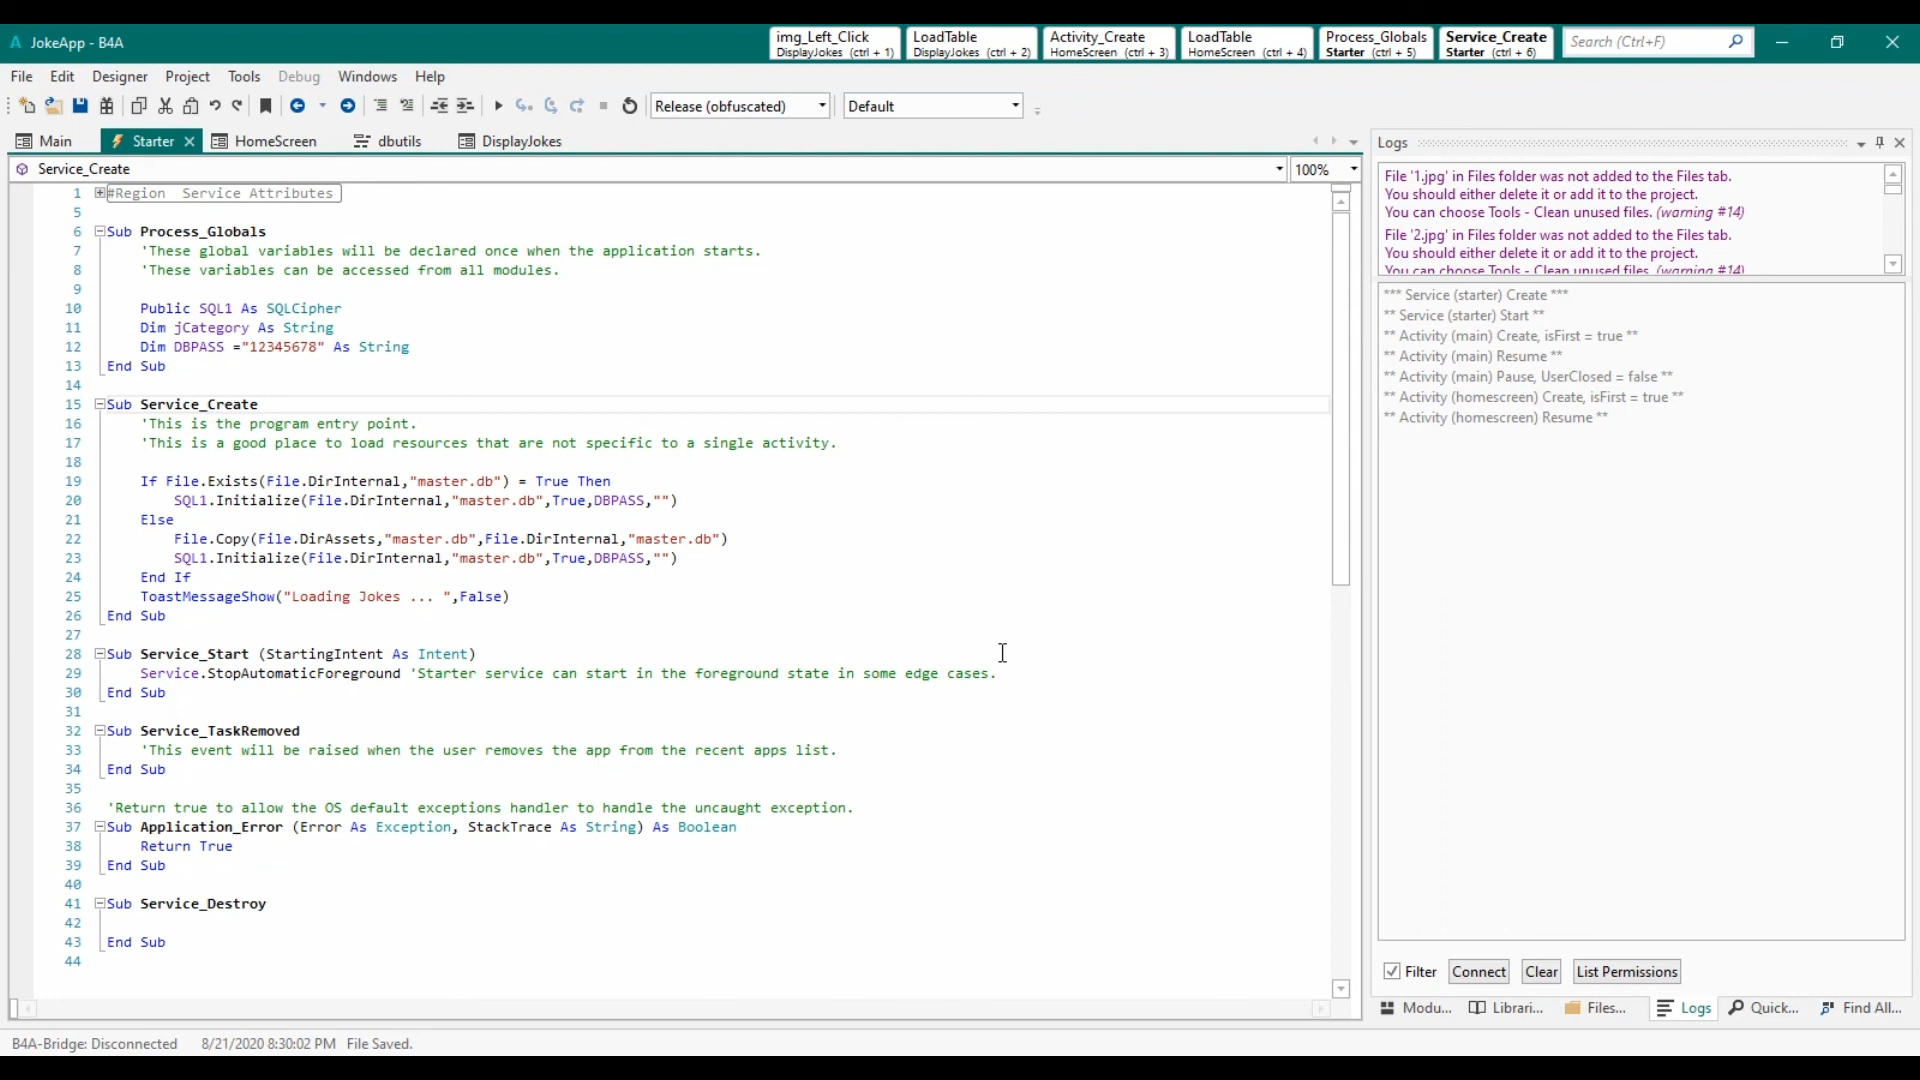 JokeApp - B4A
img_Left_Click
DisplayJokes (ctrl + 1)
LoadTable
DisplayJokes (ctrl + 2)
Activity_Create
HomeScreen (ctrl + 3)
LoadTable
HomeScreen (ctrl + 4)
Process_Globals
Starter (ctrl + 5)
Service_Create
Starter (ctrl + 6)
Search (Ctrl+F)
File Edit Designer Project Tools Debug Windows Help
Release (obfuscated) Default
Main Starter HomeScreen dbutils DisplayJokes
Service_Create 100%
1 #Region Service Attributes
5
6 Sub Process_Globals
7 'These global variables will be declared once when the application starts.
8 'These variables can be accessed from all modules.
9
10 Public SQL1 As SQLCipher
11 Dim jCategory As String
12 Dim DBPASS ="12345678" As String
13 End Sub
14
15 Sub Service_Create
16 'This is the program entry point.
17 'This is a good place to load resources that are not specific to a single activity.
18
19 If File.Exists(File.DirInternal,"master.db") = True Then
20 SQL1.Initialize(File.DirInternal,"master.db",True,DBPASS,"")
21 Else
22 File.Copy(File.DirAssets,"master.db",File.DirInternal,"master.db")
23 SQL1.Initialize(File.DirInternal,"master.db",True,DBPASS,"")
24 End If
25 ToastMessageShow("Loading Jokes ... ",False)
26 End Sub
27
28 Sub Service_Start (StartingIntent As Intent)
29 Service.StopAutomaticForeground 'Starter service can start in the foreground state in some edge cases.
30 End Sub
31
32 Sub Service_TaskRemoved
33 'This event will be raised when the user removes the app from the recent apps list.
34 End Sub
35
36 'Return true to allow the OS default exceptions handler to handle the uncaught exception.
37 Sub Application_Error (Error As Exception, StackTrace As String) As Boolean
38 Return True
39 End Sub
40
41 Sub Service_Destroy
42
43 End Sub
44
Logs
File '1.jpg' in Files folder was not added to the Files tab.
You should either delete it or add it to the project.
You can choose Tools - Clean unused files. (warning #14)
File '2.jpg' in Files folder was not added to the Files tab.
You should either delete it or add it to the project.
You can choose Tools - Clean unused files. (warning #14)
*** Service (starter) Create ***
** Service (starter) Start **
** Activity (main) Create, isFirst = true **
** Activity (main) Resume **
** Activity (main) Pause, UserClosed = false **
** Activity (homescreen) Create, isFirst = true **
** Activity (homescreen) Resume **
Filter Connect Clear List Permissions
Modu... Librari... Files... Logs Quick... Find All...
B4A-Bridge: Disconnected 8/21/2020 8:30:02 PM File Saved.